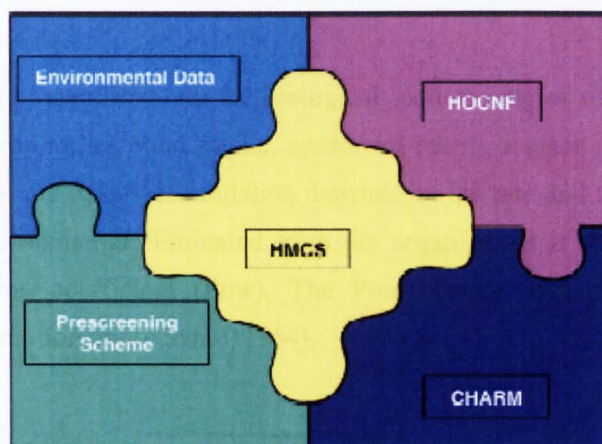 Environmental Data
HOCNF
HMCS
Prescreening
Scheme
CHARM